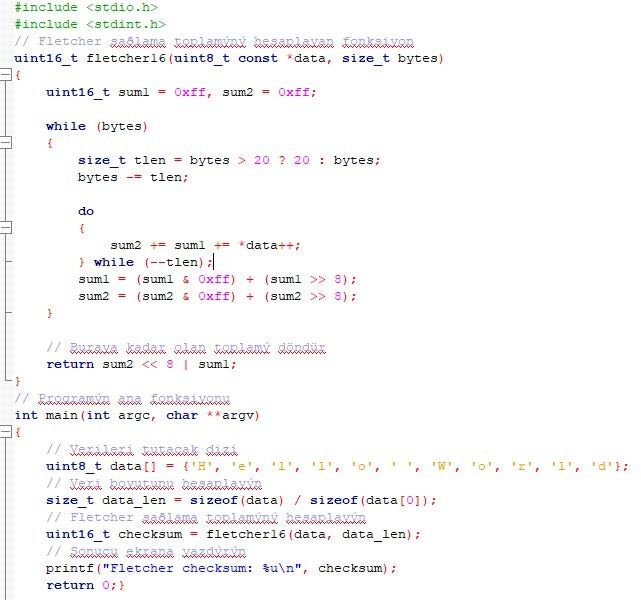 #include <stdio.h>
#include <stdint.h>
// Fletcher saðlama toplamýný hesaplayan fonksiyon
uint16_t fletcher16(uint8_t const *data, size_t bytes)
{
    uint16_t sum1 = 0xff, sum2 = 0xff;

    while (bytes)
    {
        size_t tlen = bytes > 20 ? 20 : bytes;
        bytes -= tlen;

        do
        {
            sum2 += sum1 += *data++;
        } while (--tlen);
        sum1 = (sum1 & 0xff) + (sum1 >> 8);
        sum2 = (sum2 & 0xff) + (sum2 >> 8);
    }

    // Buraya kadar olan toplamý döndür
    return sum2 << 8 | sum1;
}
// Programýn ana fonksiyonu
int main(int argc, char **argv)
{
    // Verileri tutacak dizi
    uint8_t data[] = {'H', 'e', 'l', 'l', 'o', ' ', 'W', 'o', 'r', 'l', 'd'};
    // Veri boyutunu hesaplayýn
    size_t data_len = sizeof(data) / sizeof(data[0]);
    // Fletcher saðlama toplamýný hesaplayýn
    uint16_t checksum = fletcher16(data, data_len);
    // Sonucu ekrana yazdýrýn
    printf("Fletcher checksum: %u\n", checksum);
    return 0;}